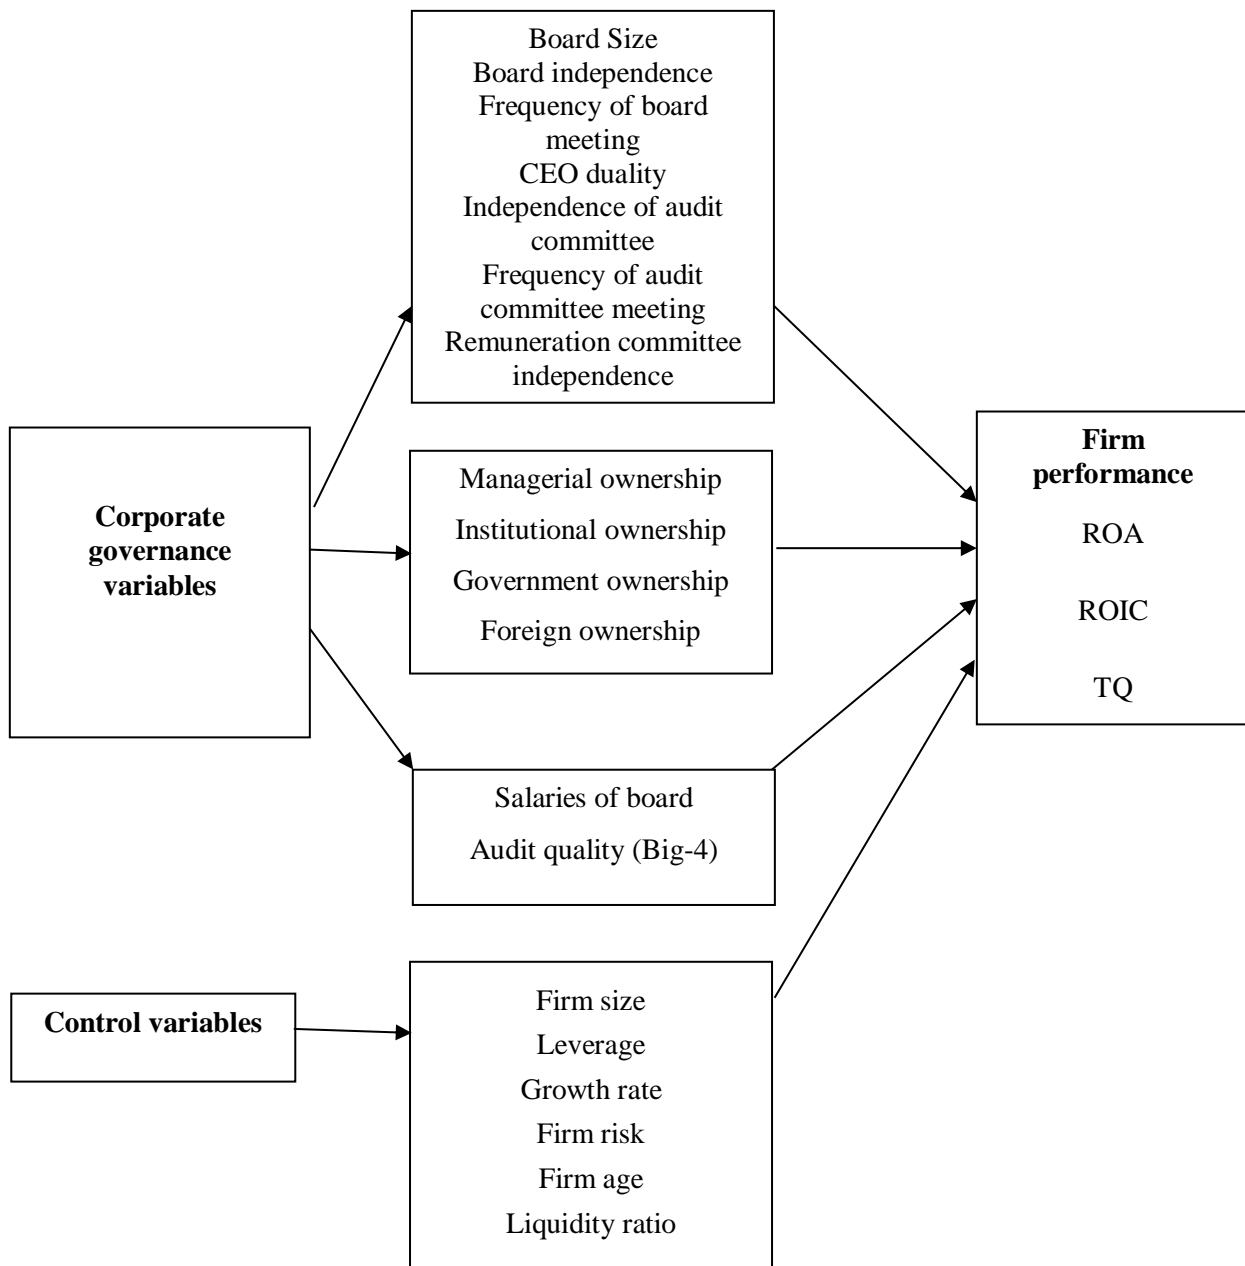 Board Size
Board independence
Frequency of board
meeting
CEO duality
Independence of audit
committee
Frequency of audit
committee meeting
Remuneration committee
independence
Corporate
governance
variables
Managerial ownership
Institutional ownership
Government ownership
Foreign ownership
Firm
performance
ROA
ROIC
TQ
Salaries of board
Audit quality (Big-4)
Control variables
Firm size
Leverage
Growth rate
Firm risk
Firm age
Liquidity ratio